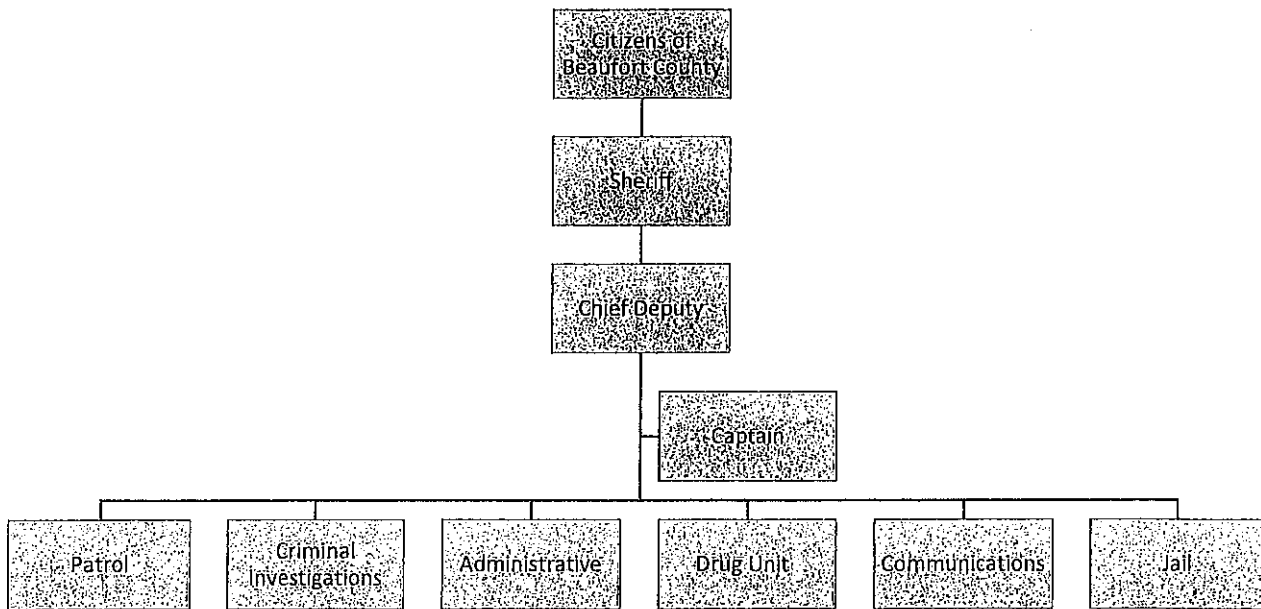 Citizens of
Beaufort County
Sheriff
Chief Deputy
Captain
Patrol
Criminal
Investigations
Administrative
Drug Unit
Communications
Jail